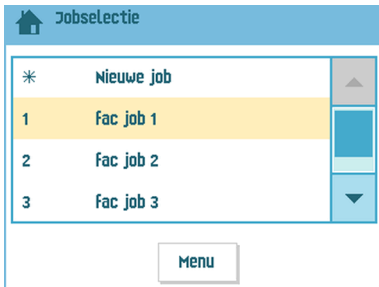 Jobselectie
* Nieuwe job
1 fac job 1
2 fac job 2
3 fac job 3
Menu